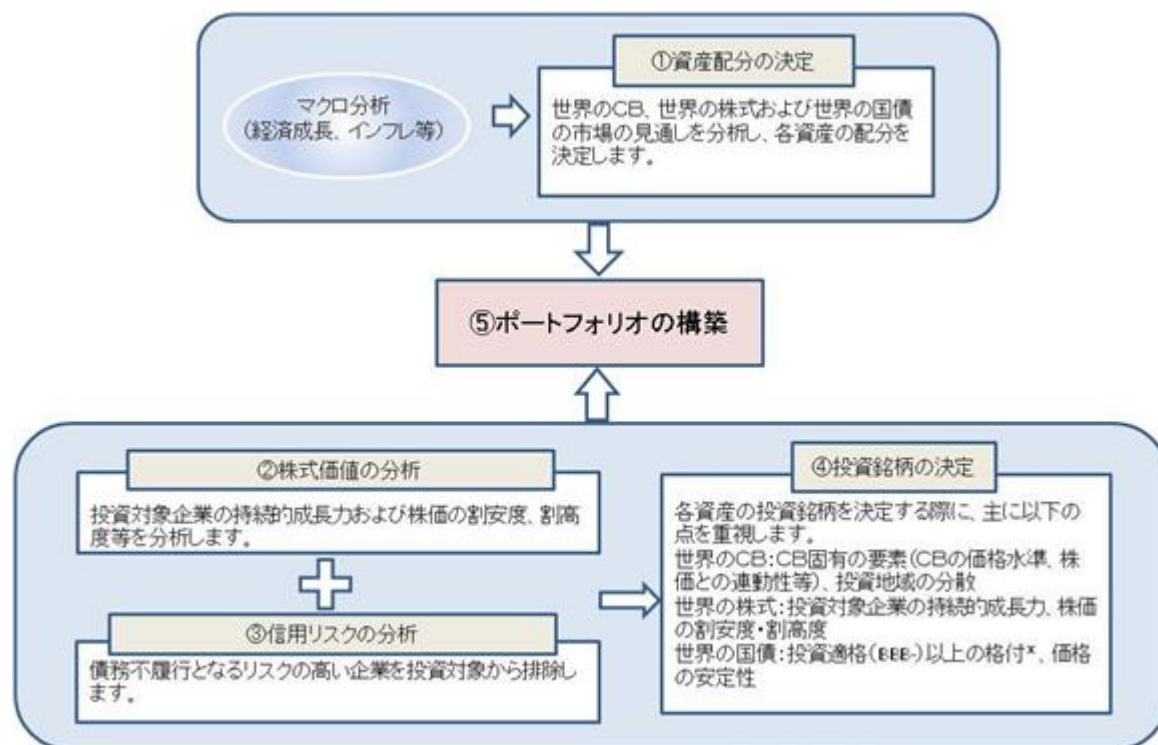 マクロ分析
(経済成長、インフレ等)
①資産配分の決定
世界のCB、世界の株式および世界の国債
の市場の見通しを分析し、各資産の配分を
決定します。
⑤ポートフォリオの構築
②株式価値の分析
投資対象企業の持続的成長力および株価の割安度、割高
度等を分析します。
③信用リスクの分析
債務不履行となるリスクの高い企業を投資対象から排除し
ます。
④投資銘柄の決定
各資産の投資銘柄を決定する際に、主に以下の
点を重視します。
世界のCB:CB固有の要素(CBの価格水準、株
価との連動性等)、投資地域の分散
世界の株式:投資対象企業の持続的成長力、株価
の割安度・割高度
世界の国債:投資適格(BBB-)以上の格付*、価格
の安定性